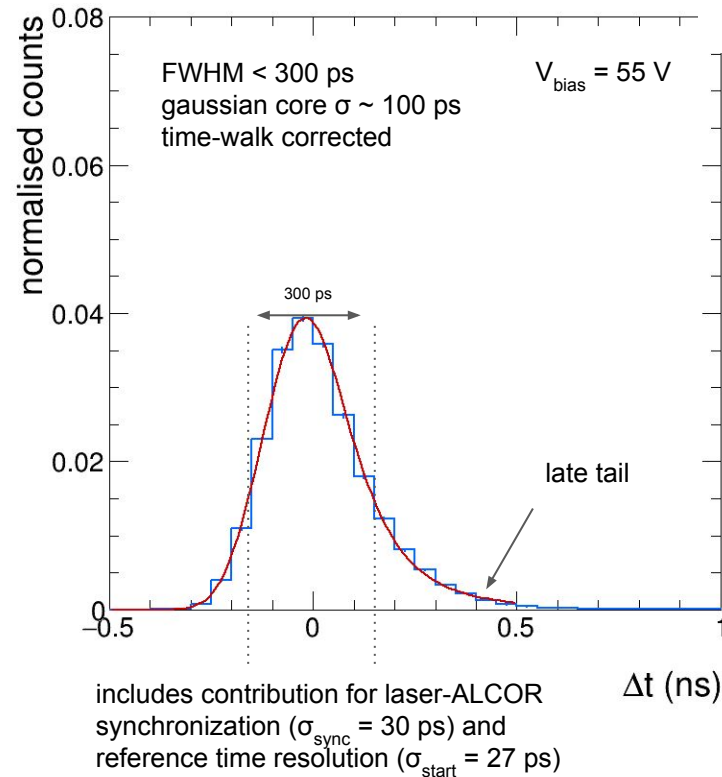 0.08
FWHM < 300 ps
V_bias = 55 V
gaussian core σ ~ 100 ps
time-walk corrected
normalised counts
0.06
300 ps
0.04
late tail
0.02
0
−0.5
0
0.5
1
Δt (ns)
includes contribution for laser-ALCOR
synchronization (σ_sync = 30 ps) and
reference time resolution (σ_start = 27 ps)